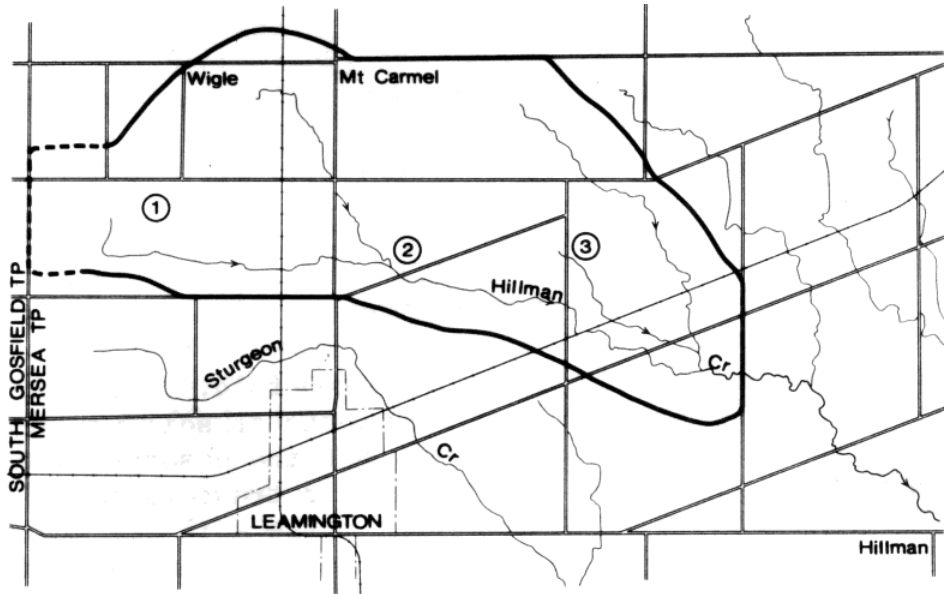 Wigle
Mt Carmel
1
2
3
Hillman
SOUTH GOSFIELD TP
MERSEA TP
Sturgeon
Cr
Cr
LEAMINGTON
Hillman